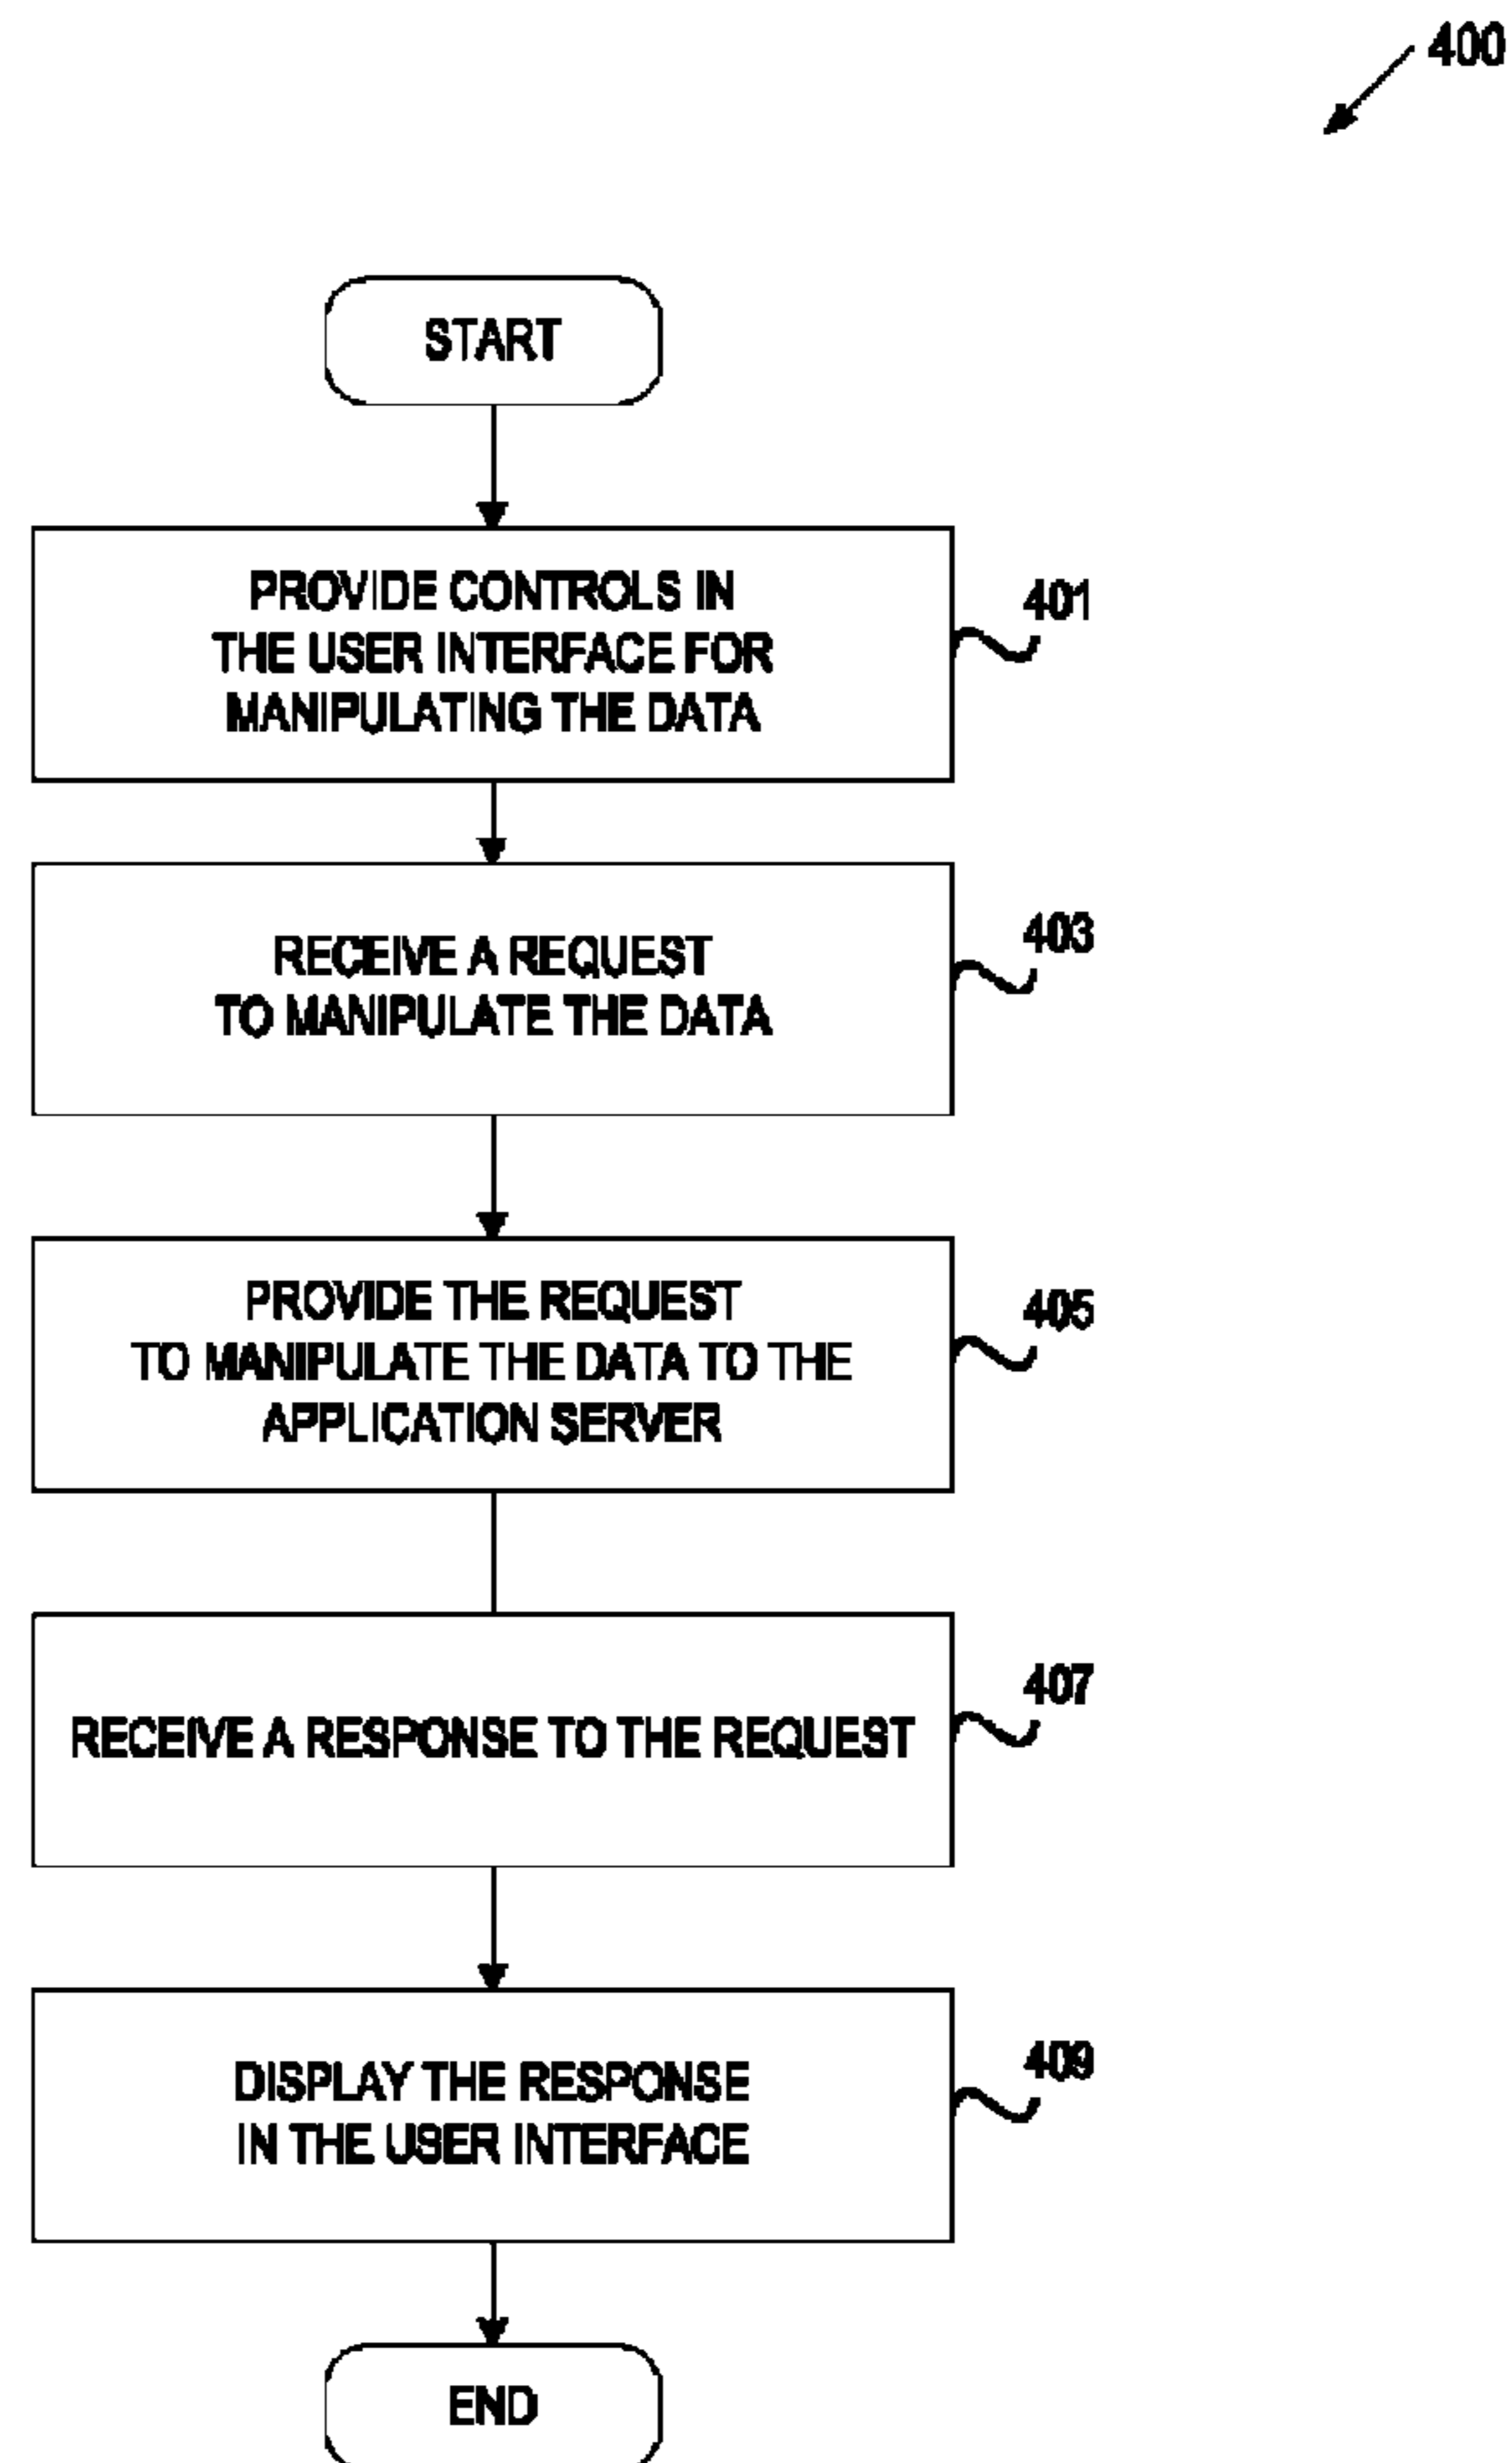 400
START
PROVIDE CONTROLS IN
THE USER INTERFACE FOR
MANIPULATING THE DATA
401
RECEIVE A REQUEST
TO MANIPULATE THE DATA
403
PROVIDE THE REQUEST
TO MANIPULATE THE DATA TO THE
APPLICATION SERVER
405
RECEIVE A RESPONSE TO THE REQUEST
407
DISPLAY THE RESPONSE
IN THE USER INTERFACE
409
END